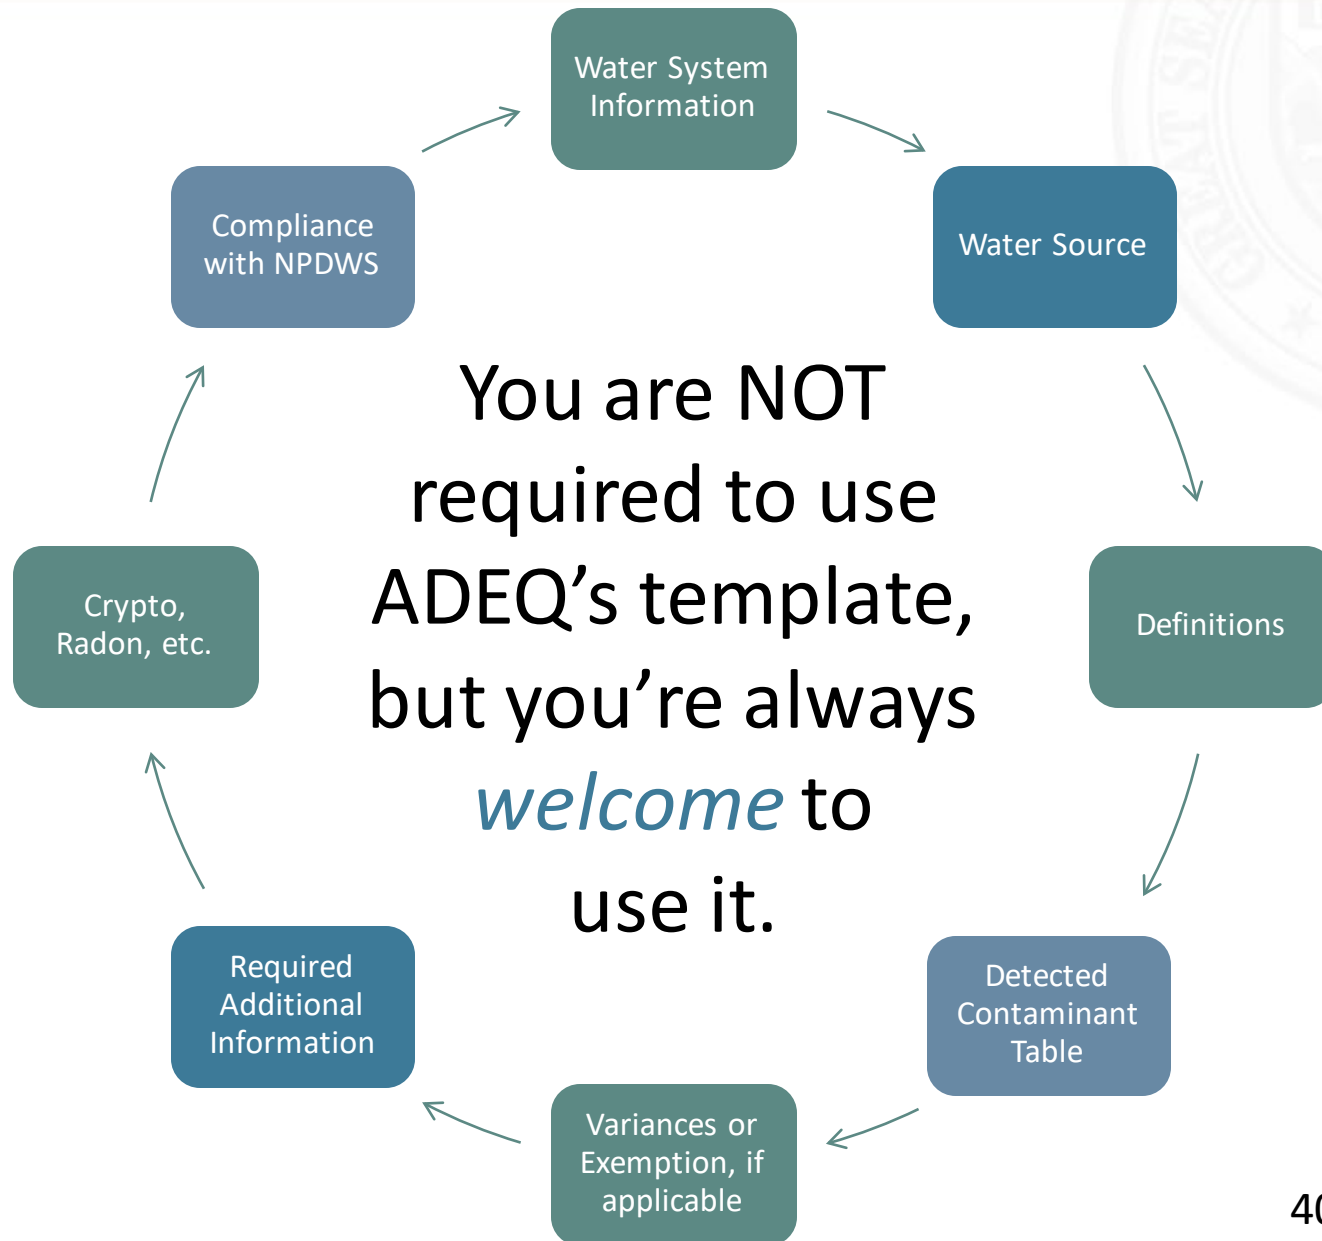 Water System
Information
Water Source
Definitions
Detected
Contaminant
Table
Variances or
Exemption, if
applicable
Required
Additional
Information
Crypto,
Radon, etc.
Compliance
with NPDWS
You are NOT
required to use
ADEQ’s template,
but you’re always
welcome to
use it.
GREAT SEA